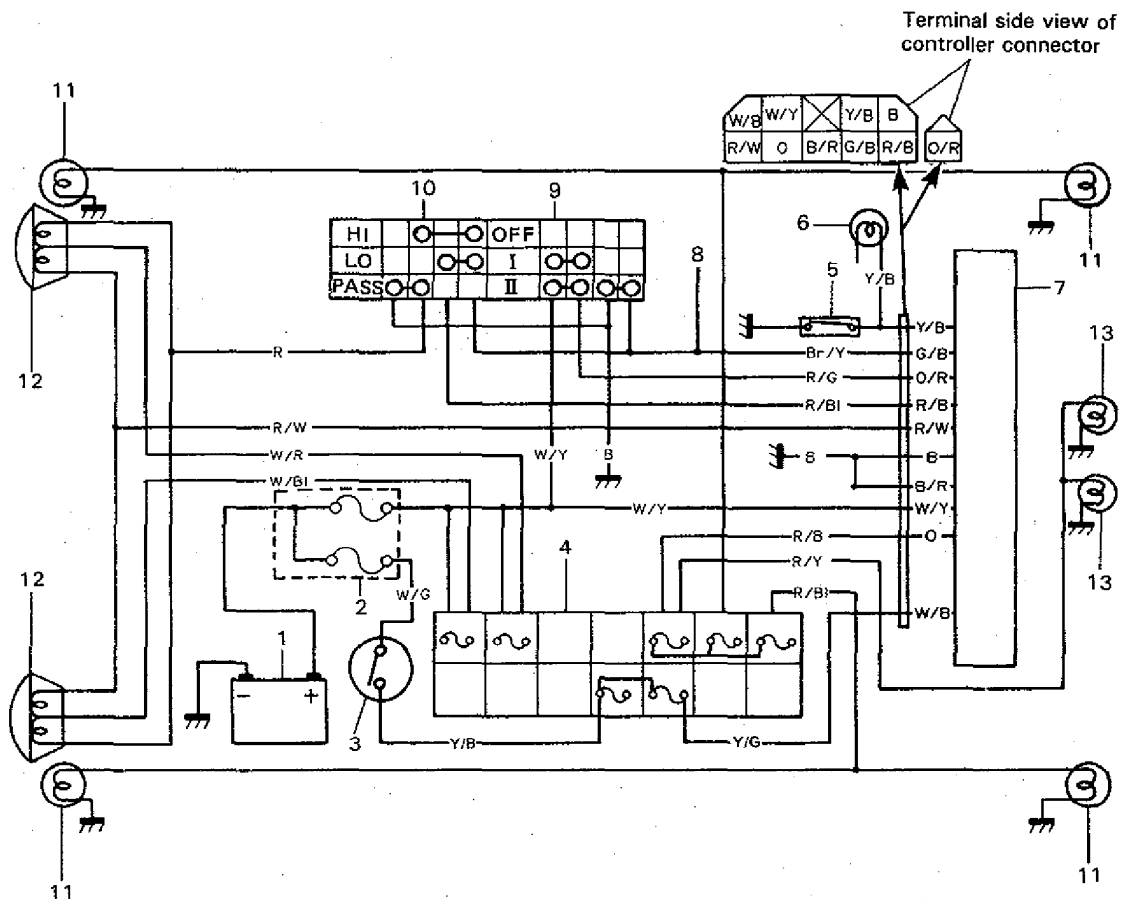 Terminal side view of
controller connector
11
W/B W/Y Y/B B
R/W O B/R G/B R/B O/R
10 9
6
HI OFF
LO I
PASS II
8
5
Y/B
11
7
Y/B
12
R
Br/Y G/B
13
R/G O/R
R/Bl R/B
R/W R/W
W/R
W/Y
B
B B
W/Bl
B/R
W/Y W/Y
R/B O
4
R/Y
13
12
2
W/G
R/Bl
W/B
1
- +
3
Y/B
Y/G
11
11